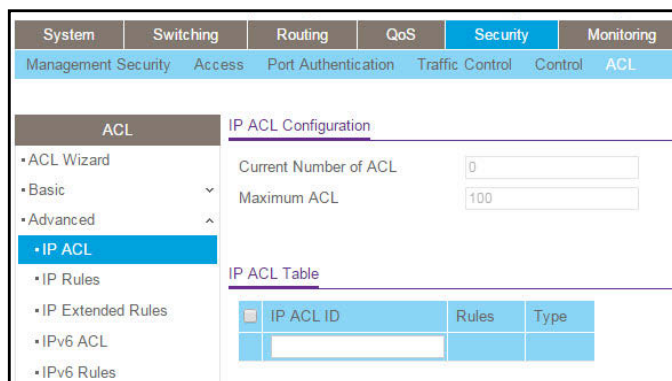 System Switching Routing QoS Security Monitoring
Management Security Access Port Authentication Traffic Control Control ACL
ACL
ACL Wizard
Basic
Advanced
IP ACL
IP Rules
IP Extended Rules
IPv6 ACL
IPv6 Rules
IP ACL Configuration
Current Number of ACL 0
Maximum ACL 100
IP ACL Table
IP ACL ID Rules Type